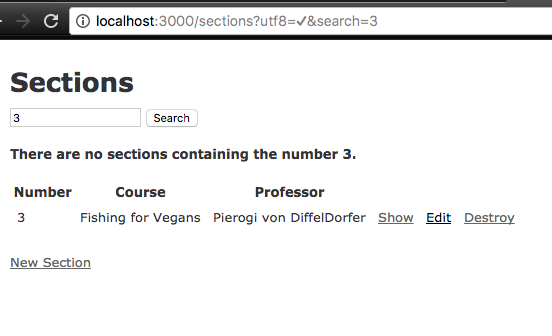 localhost:3000/sections?utf8=✓&search=3
Sections
3 Search
There are no sections containing the number 3.
Number Course Professor
3 Fishing for Vegans Pierogi von DiffelDorfer Show Edit Destroy
New Section